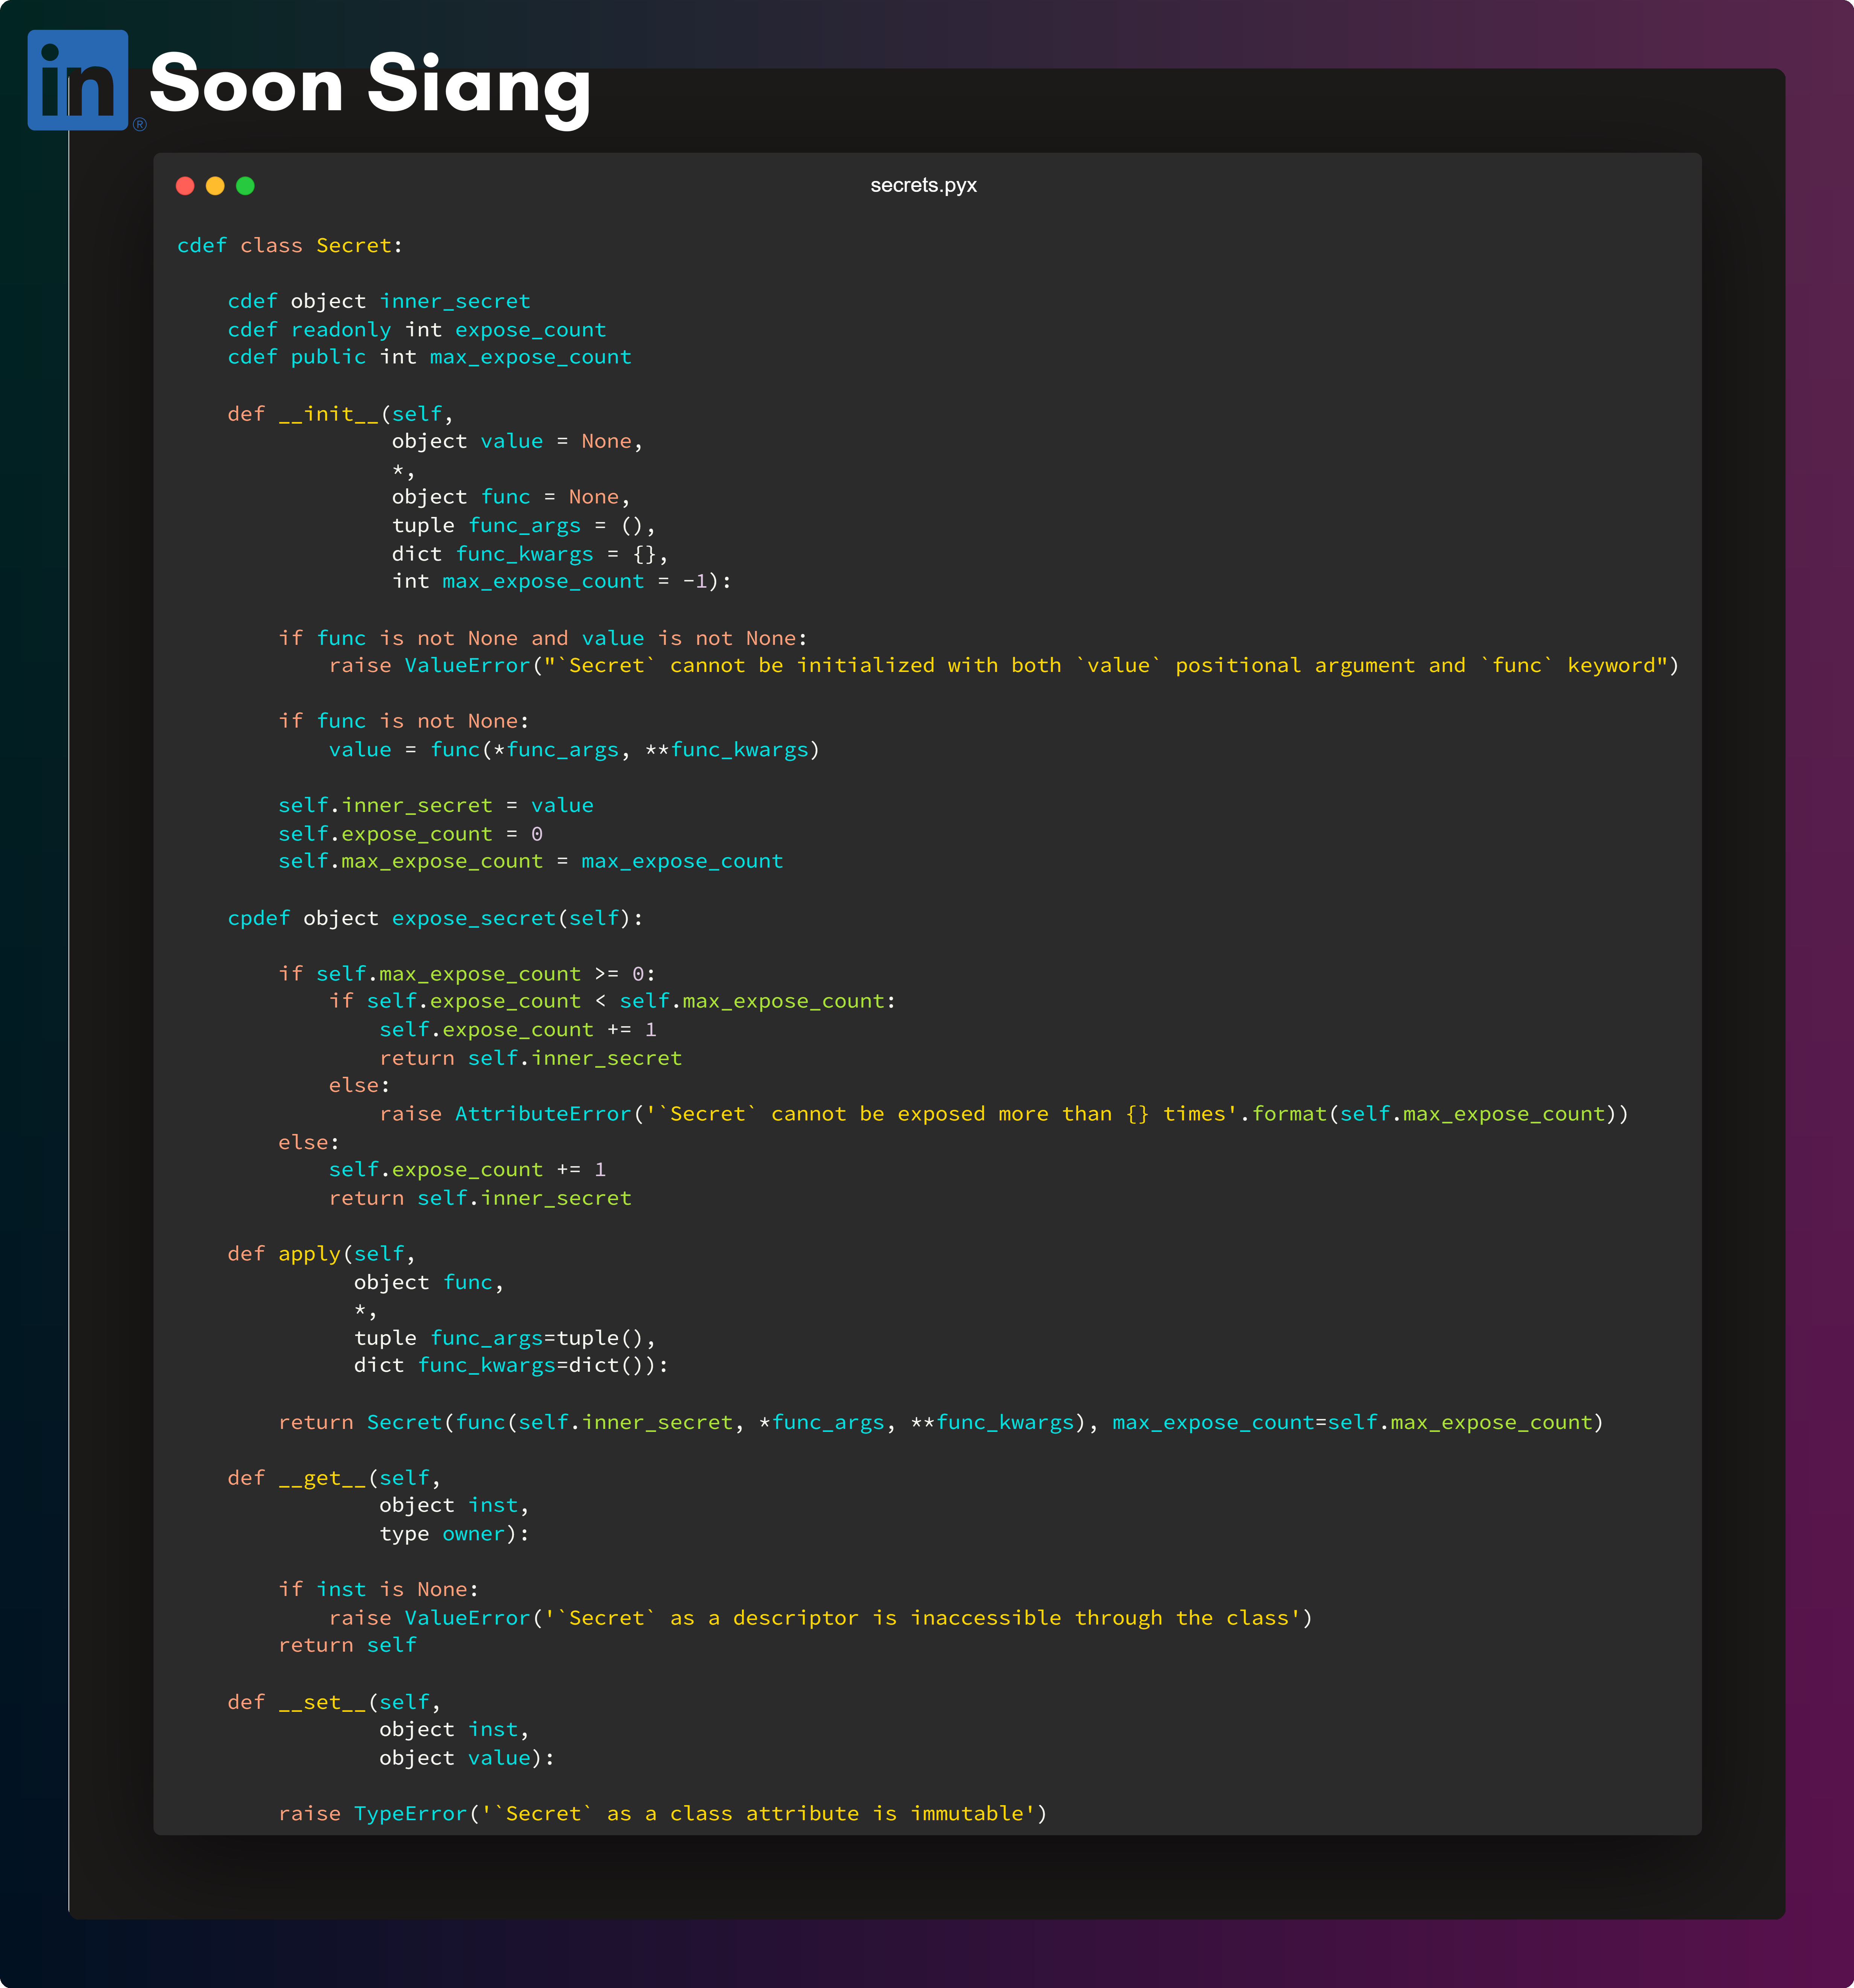 in Soon Siang
®
secrets.pyx
cdef class Secret:
cdef object inner_secret
cdef readonly int expose_count
cdef public int max_expose_count
def __init__(self,
object value = None,
*,
object func = None,
tuple func_args = (),
dict func_kwargs = {},
int max_expose_count = -1):
if func is not None and value is not None:
raise ValueError("`Secret` cannot be initialized with both `value` positional argument and `func` keyword")
if func is not None:
value = func(*func_args, **func_kwargs)
self.inner_secret = value
self.expose_count = 0
self.max_expose_count = max_expose_count
cpdef object expose_secret(self):
if self.max_expose_count >= 0:
if self.expose_count < self.max_expose_count:
self.expose_count += 1
return self.inner_secret
else:
raise AttributeError('`Secret` cannot be exposed more than {} times'.format(self.max_expose_count))
else:
self.expose_count += 1
return self.inner_secret
def apply(self,
object func,
*,
tuple func_args=tuple(),
dict func_kwargs=dict()):
return Secret(func(self.inner_secret, *func_args, **func_kwargs), max_expose_count=self.max_expose_count)
def __get__(self,
object inst,
type owner):
if inst is None:
raise ValueError('`Secret` as a descriptor is inaccessible through the class')
return self
def __set__(self,
object inst,
object value):
raise TypeError('`Secret` as a class attribute is immutable')